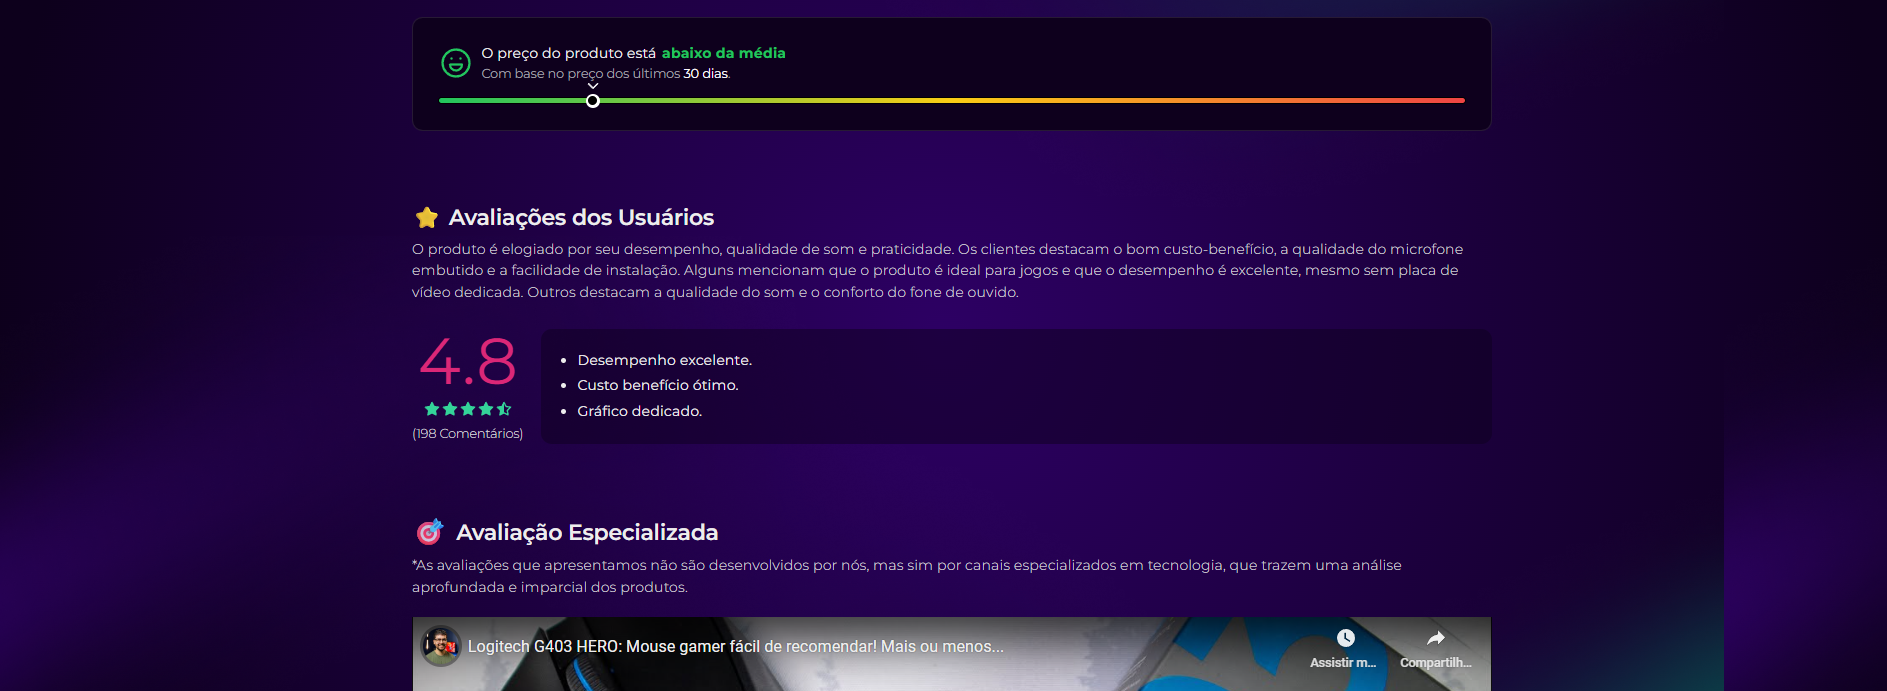 O preço do produto está abaixo da média
Com base no preço dos últimos 30 dias.
Avaliações dos Usuários
O produto é elogiado por seu desempenho, qualidade de som e praticidade. Os clientes destacam o bom custo-benefício, a qualidade do microfone
embutido e a facilidade de instalação. Alguns mencionam que o produto é ideal para jogos e que o desempenho é excelente, mesmo sem placa de
vídeo dedicada. Outros destacam a qualidade do som e o conforto do fone de ouvido.
4.8
(198 Comentários)
Desempenho excelente.
Custo benefício ótimo.
Gráfico dedicado.
Avaliação Especializada
*As avaliações que apresentamos não são desenvolvidos por nós, mas sim por canais especializados em tecnologia, que trazem uma análise
aprofundada e imparcial dos produtos.
Logitech G403 HERO: Mouse gamer fácil de recomendar! Mais ou menos...
Assistir m...
Compartilh...